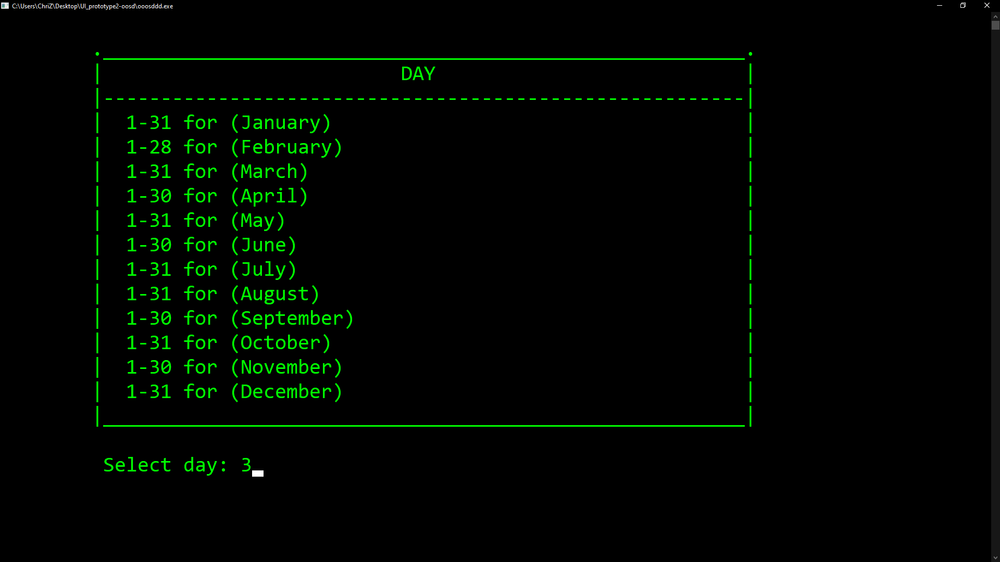 C:\Users\ChriZ\Desktop\UI_prototype2-oosd\ooosddd.exe
DAY
1-31 for (January)
1-28 for (February)
1-31 for (March)
1-30 for (April)
1-31 for (May)
1-30 for (June)
1-31 for (July)
1-31 for (August)
1-30 for (September)
1-31 for (October)
1-30 for (November)
1-31 for (December)
Select day: 3